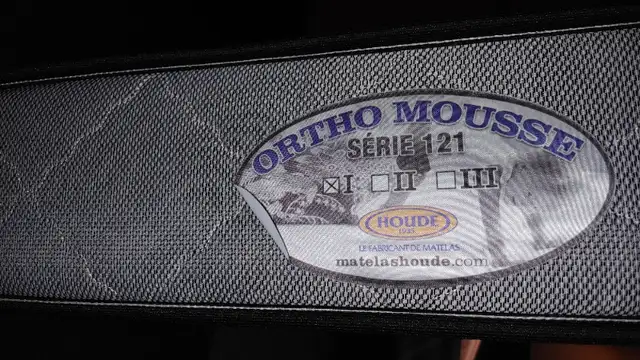 ORTHO MOUSSE
SÉRIE 121
☒I ☐II ☐III
HOUDE
LE FABRICANT DE MATELAS
matelashoude.com